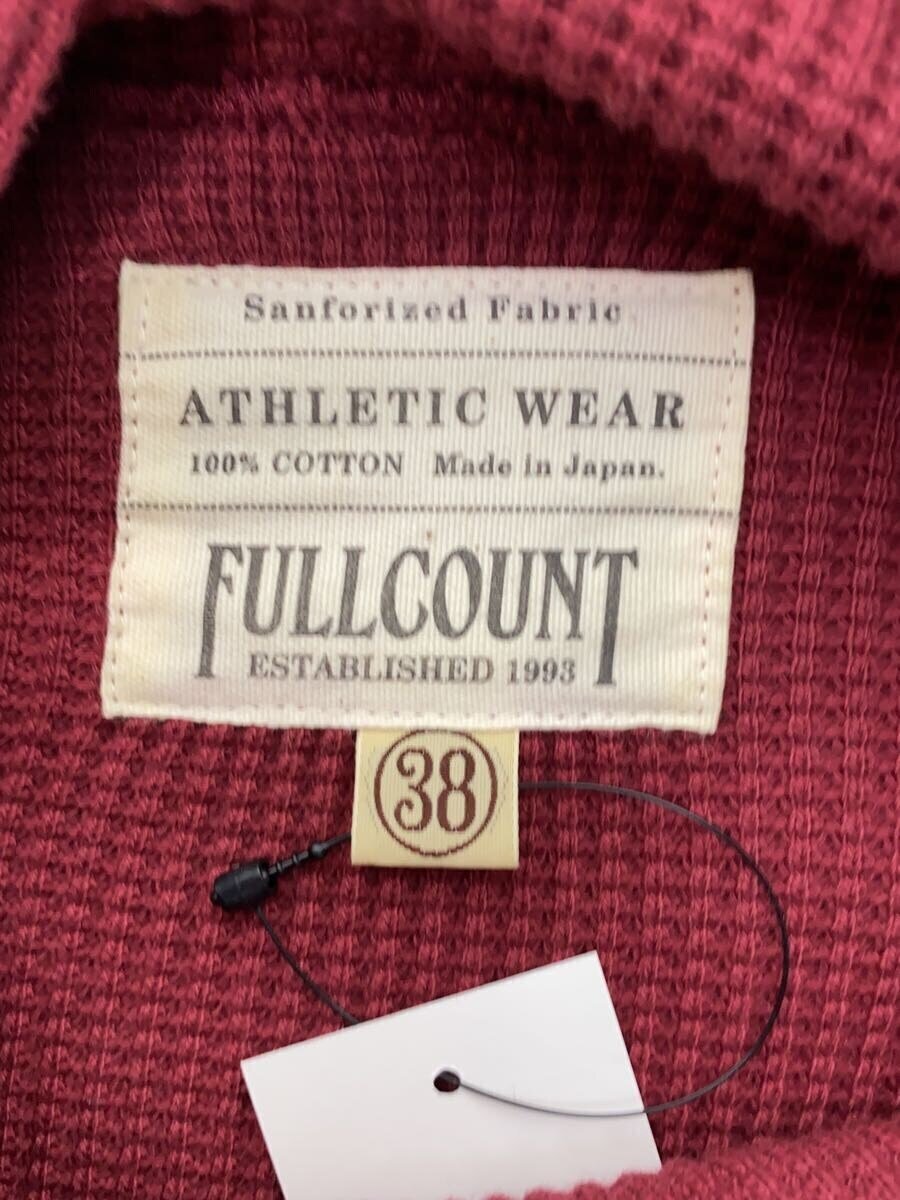 Sanforized Fabric
ATHLETIC WEAR
100% COTTON Made in Japan.
FULLCOUNT
ESTABLISHED 1993
38